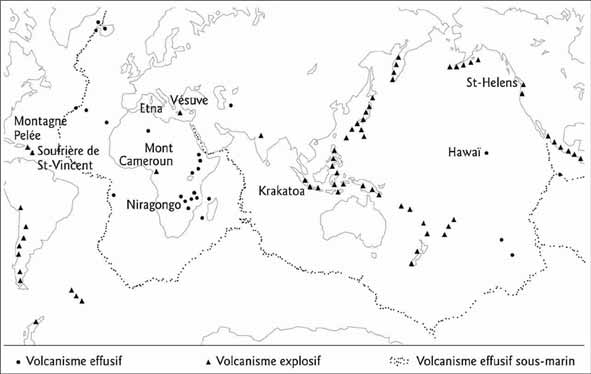 St-Helens
Vésuve
Etna
Montagne
Pelée
Soufrière de
St-Vincent
Mont
Cameroun
Hawaï
Krakatoa
Niragongo
Volcanisme effusif
Volcanisme explosif
Volcanisme effusif sous-marin